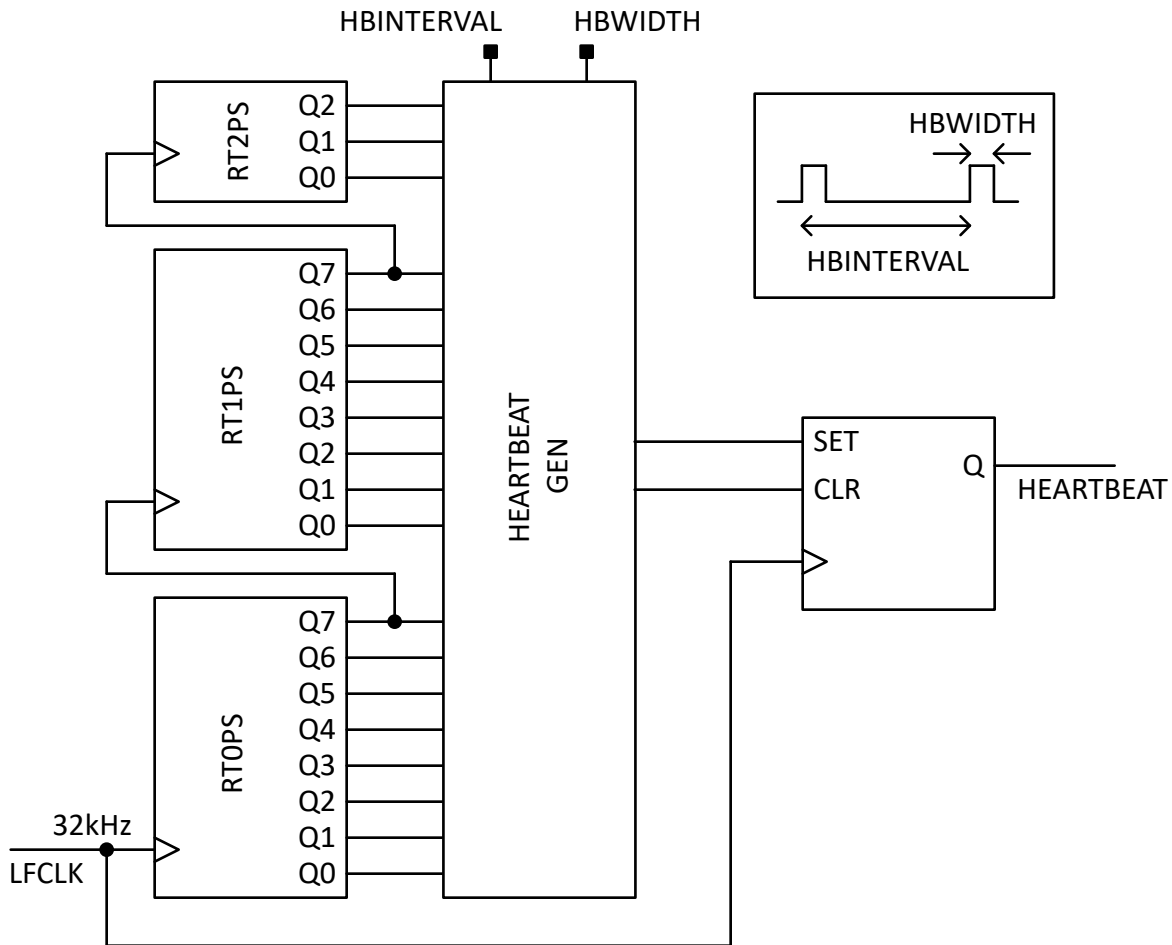 HBINTERVAL HBWIDTH
RT2PS
Q2
Q1
Q0
HBWIDTH
HBINTERVAL
RT1PS
Q7
Q6
Q5
Q4
Q3
Q2
Q1
Q0
HEARTBEAT
GEN
SET
CLR
Q
HEARTBEAT
RT0PS
Q7
Q6
Q5
Q4
Q3
Q2
Q1
Q0
32kHz
LFCLK